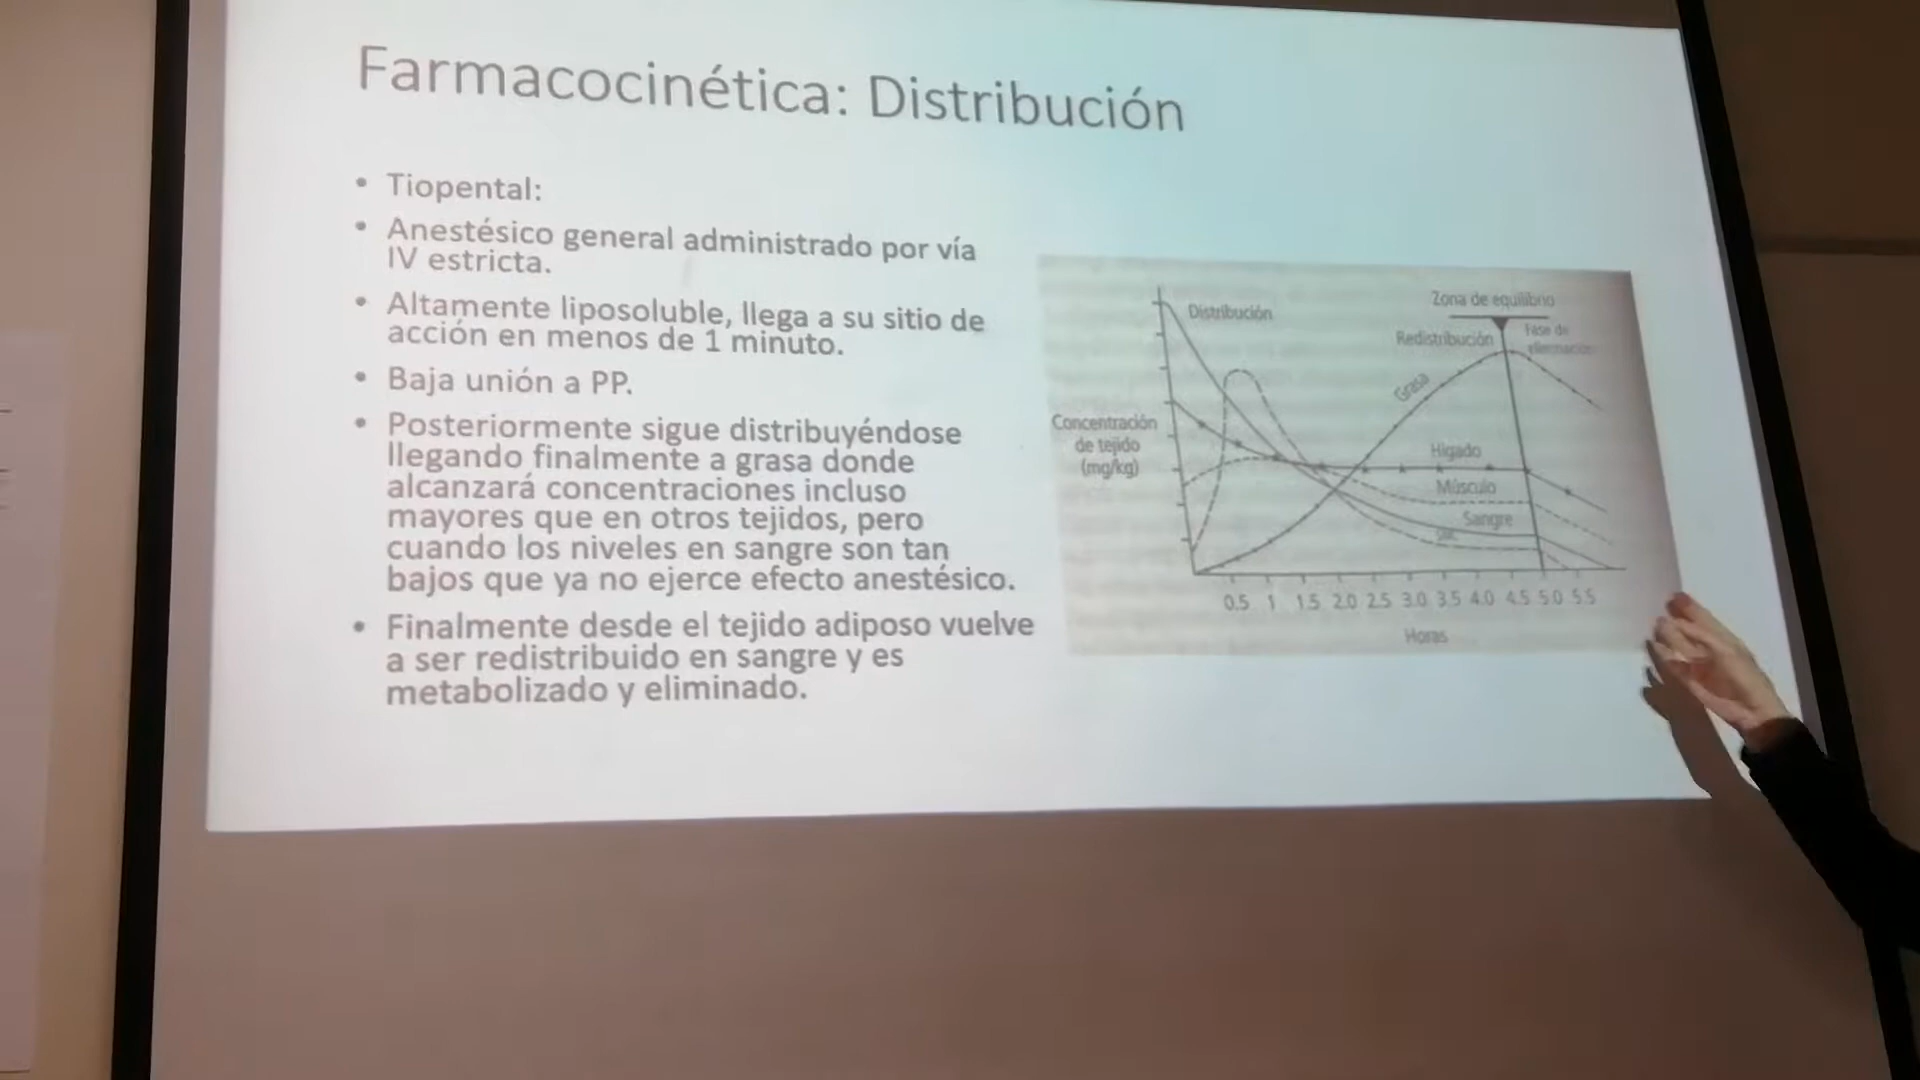 Farmacocinética: Distribución
• Tiopental:
• Anestésico general administrado por vía
IV estricta.
• Altamente liposoluble, llega a su sitio de
acción en menos de 1 minuto.
• Baja unión a PP.
• Posteriormente sigue distribuyéndose
llegando finalmente a grasa donde
alcanzará concentraciones incluso
mayores que en otros tejidos, pero
cuando los niveles en sangre son tan
bajos que ya no ejerce efecto anestésico.
• Finalmente desde el tejido adiposo vuelve
a ser redistribuido en sangre y es
metabolizado y eliminado.
Distribución
Zona de equilibrio
Redistribución
Fase de
eliminación
Grasa
Concentración
de tejido
(mg/kg)
Hígado
Músculo
Sangre
0.5 1 1.5 2.0 2.5 3.0 3.5 4.0 4.5 5.0 5.5
Horas